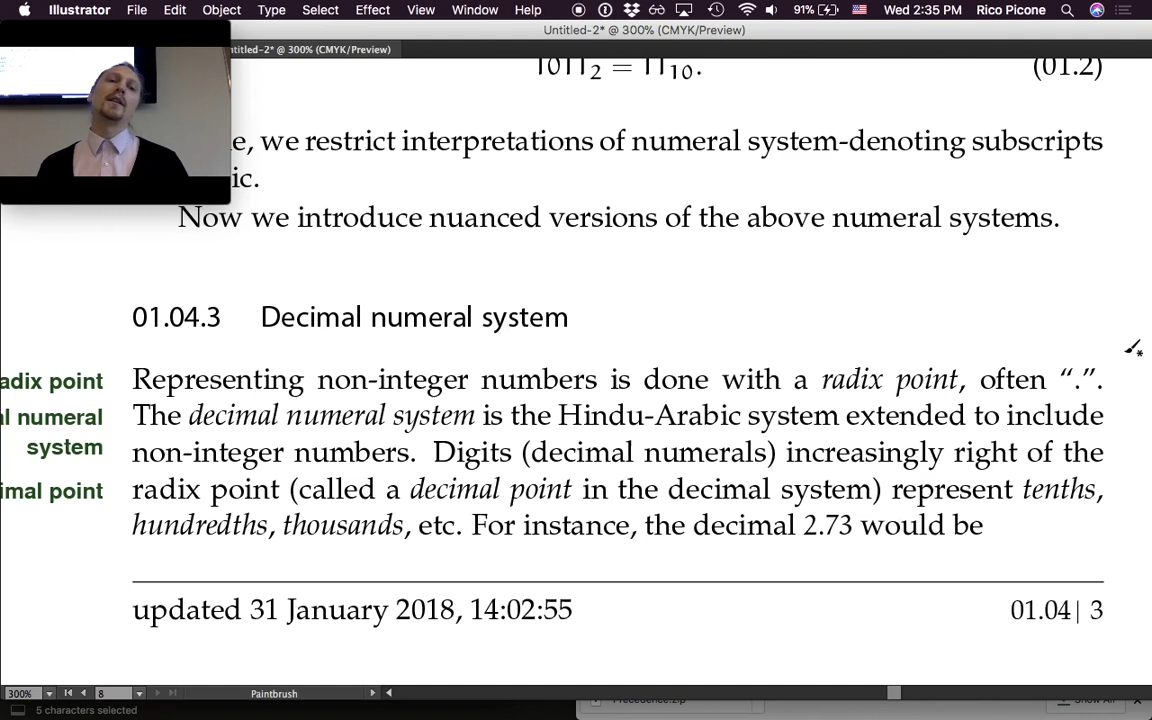 Illustrator File Edit Object Type Select Effect View Window Help 91% Wed 2:35 PM Rico Picone
Untitled-2* @ 300% (CMYK/Preview)
ntitled-2* @ 300% (CMYK/Preview)
1011₂ = 11₁₀. (01.2)
e, we restrict interpretations of numeral system-denoting subscripts
ic.
Now we introduce nuanced versions of the above numeral systems.
01.04.3 Decimal numeral system
adix point Representing non-integer numbers is done with a radix point, often “.”.
al numeral The decimal numeral system is the Hindu-Arabic system extended to include
system non-integer numbers. Digits (decimal numerals) increasingly right of the
imal point radix point (called a decimal point in the decimal system) represent tenths,
hundredths, thousands, etc. For instance, the decimal 2.73 would be
updated 31 January 2018, 14:02:55 01.04| 3
300% 8 Paintbrush
5 characters selected Show All